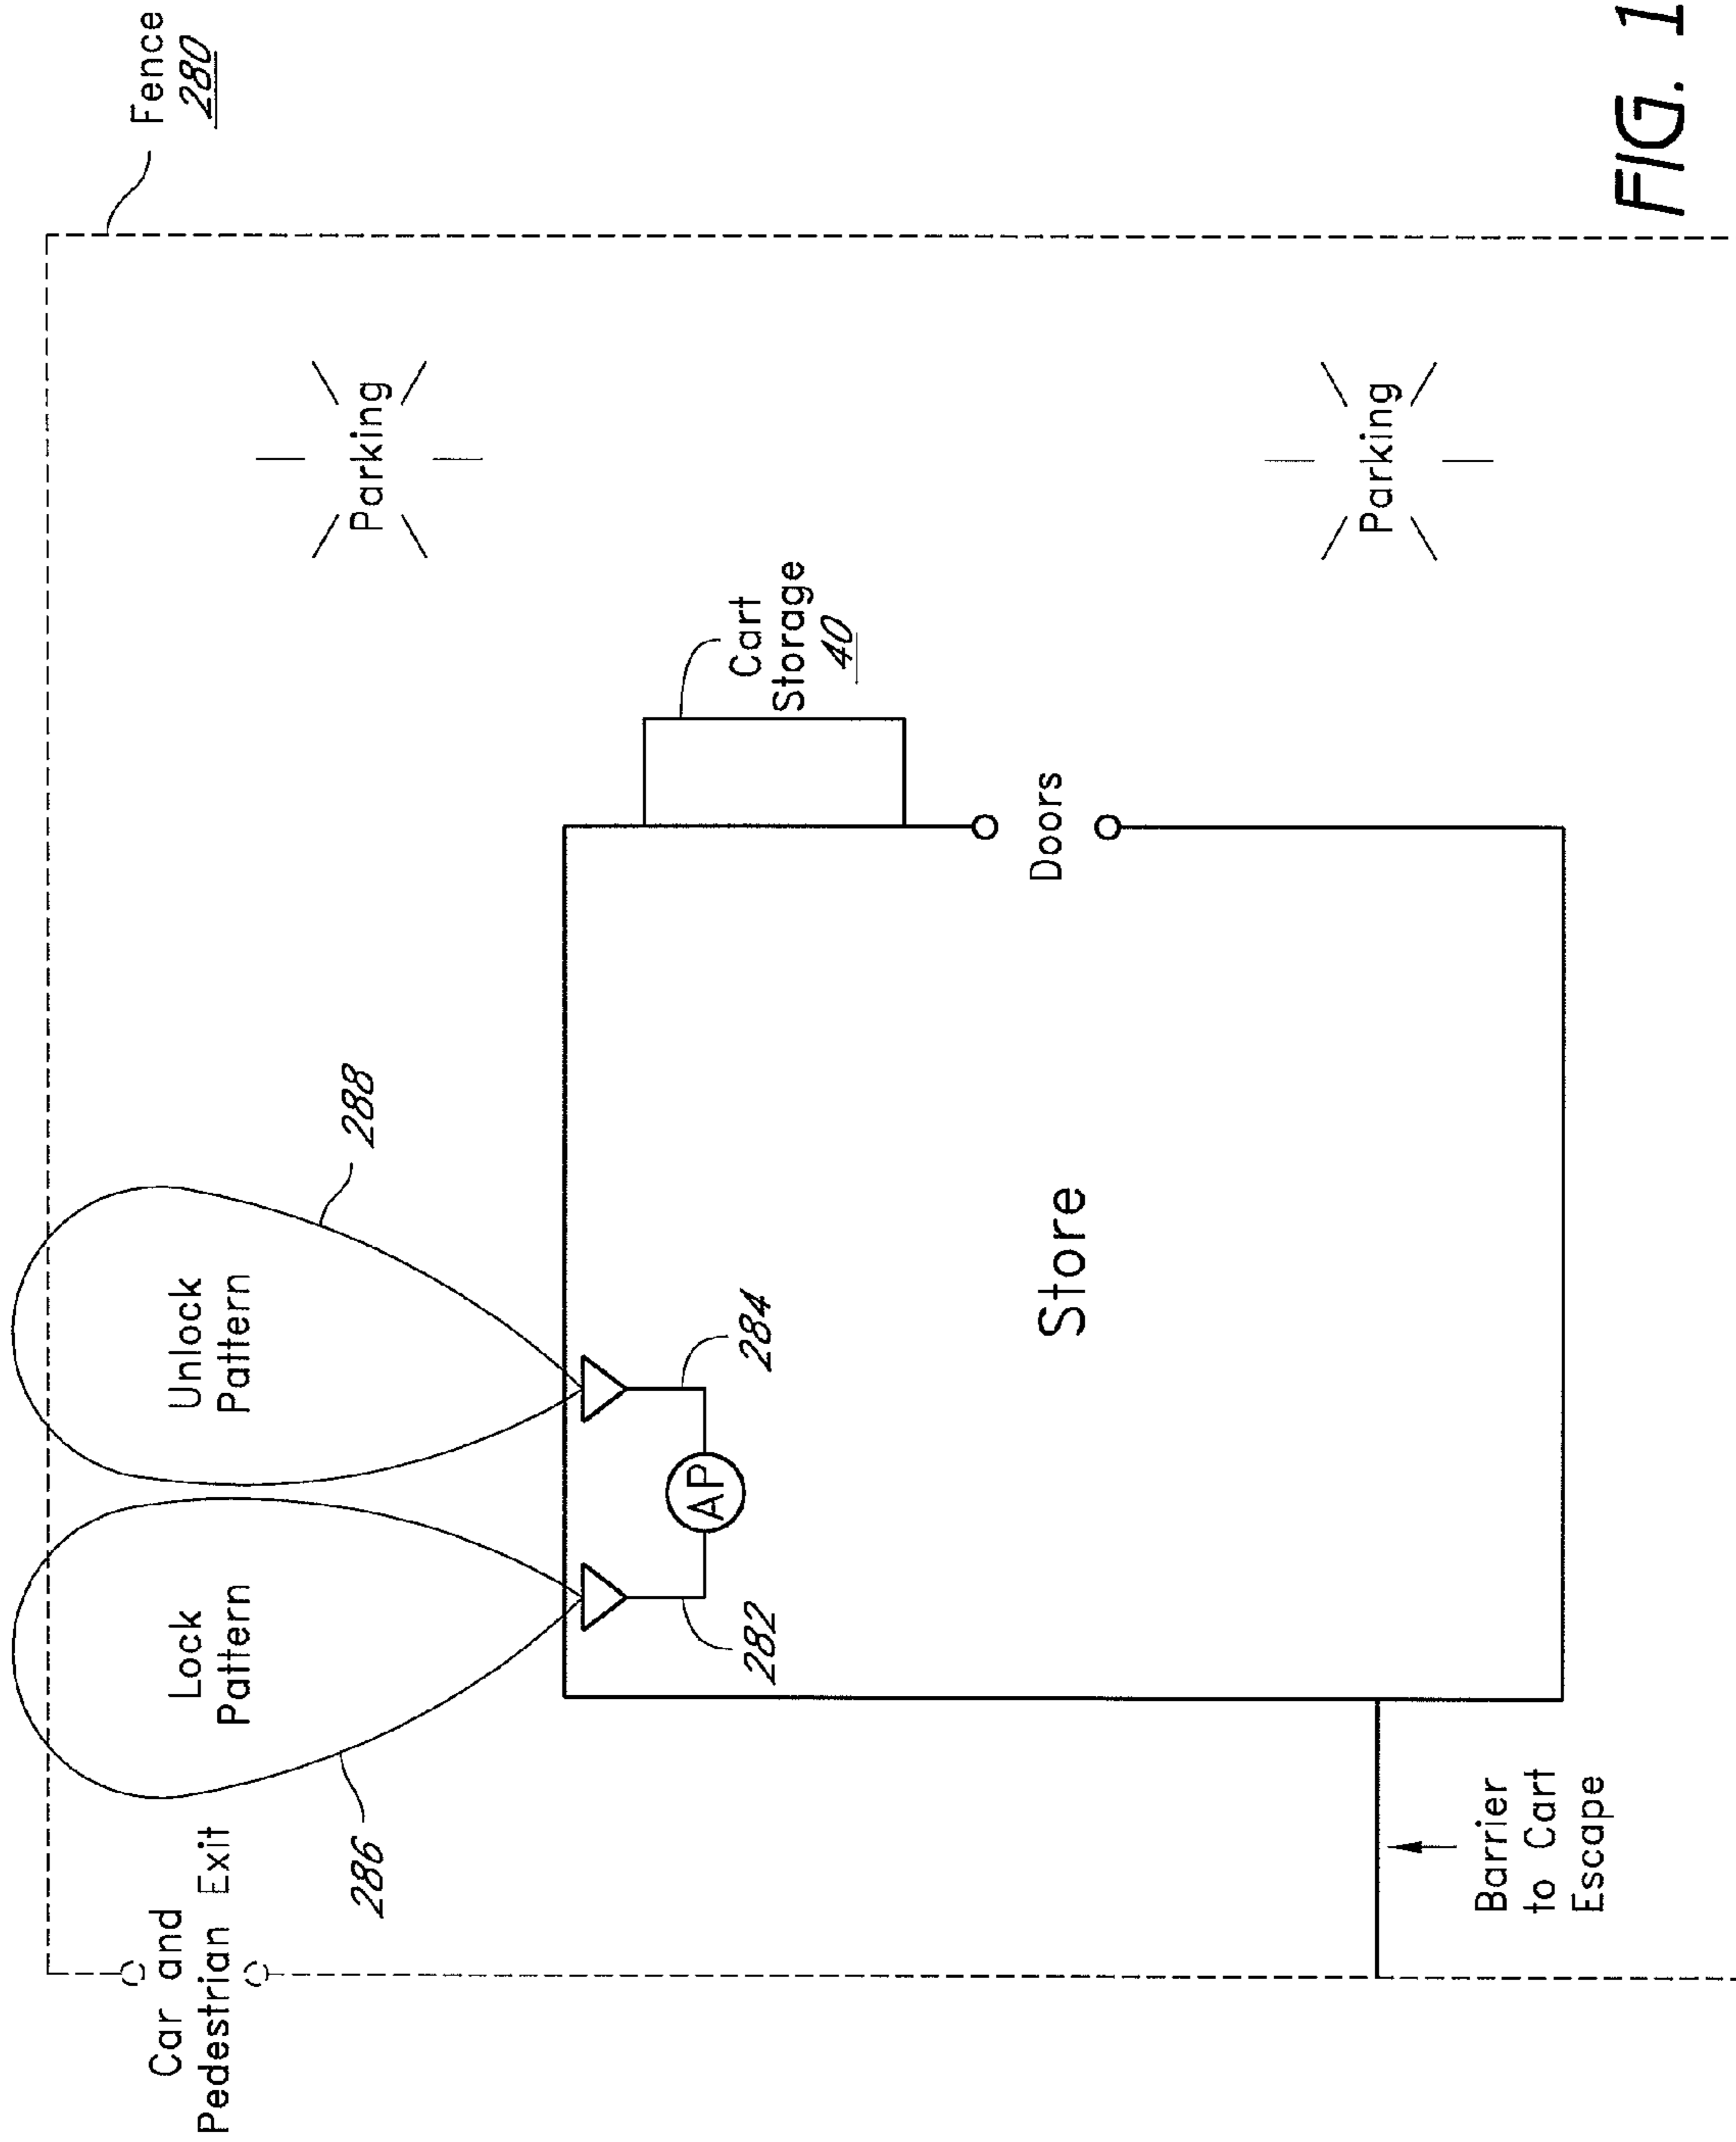 Car and
Pedestrian Exit
Lock
Pattern
Unlock
Pattern
Fence
280
286
288
Parking
282
284
AP
Cart
Storage
40
Store
Doors
Parking
Barrier
to Cart
Escape
FIG. 1